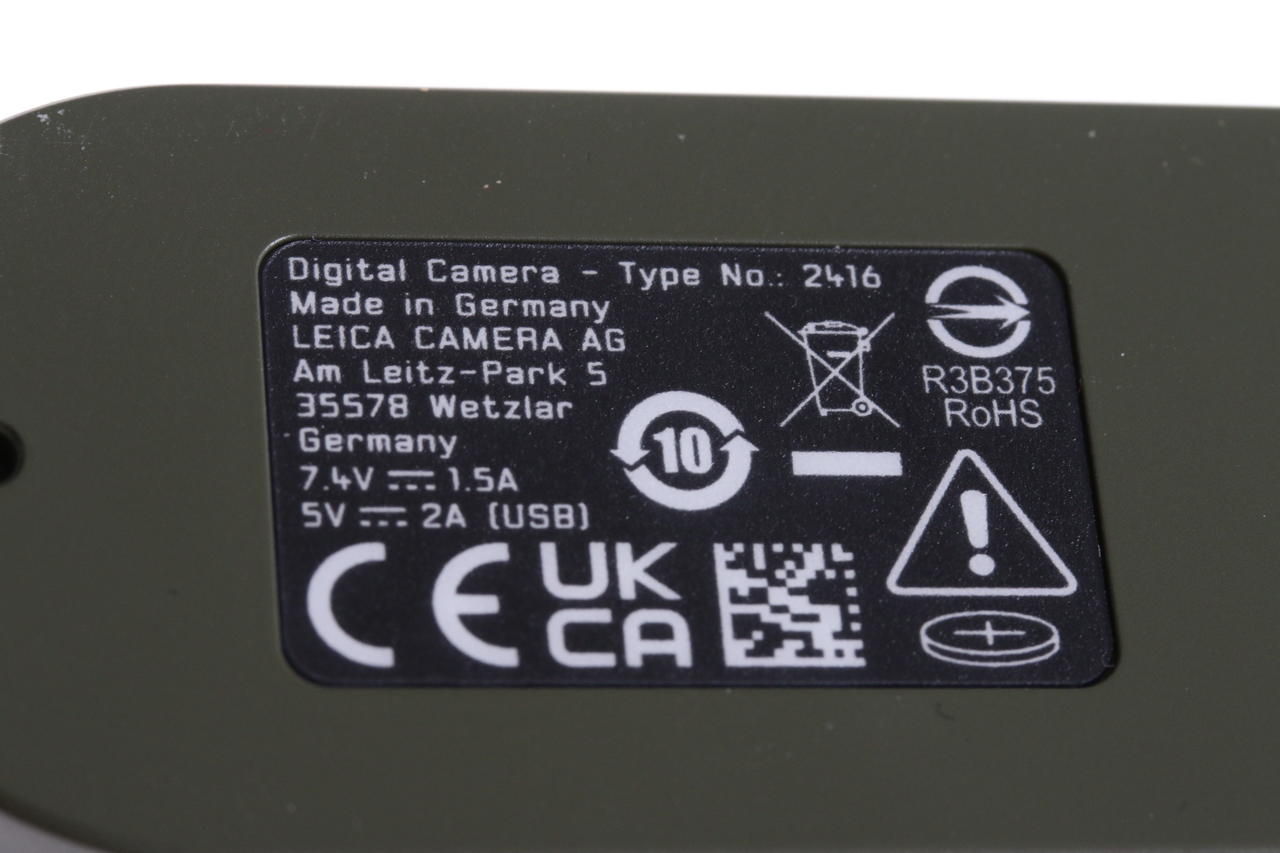 Digital Camera - Type No.: 2416
Made in Germany
LEICA CAMERA AG
Am Leitz-Park 5
35578 Wetzlar
Germany
7.4V ⎓ 1.5A
5V ⎓ 2A (USB)
10
R3B375
RoHS
CE
UK
CA